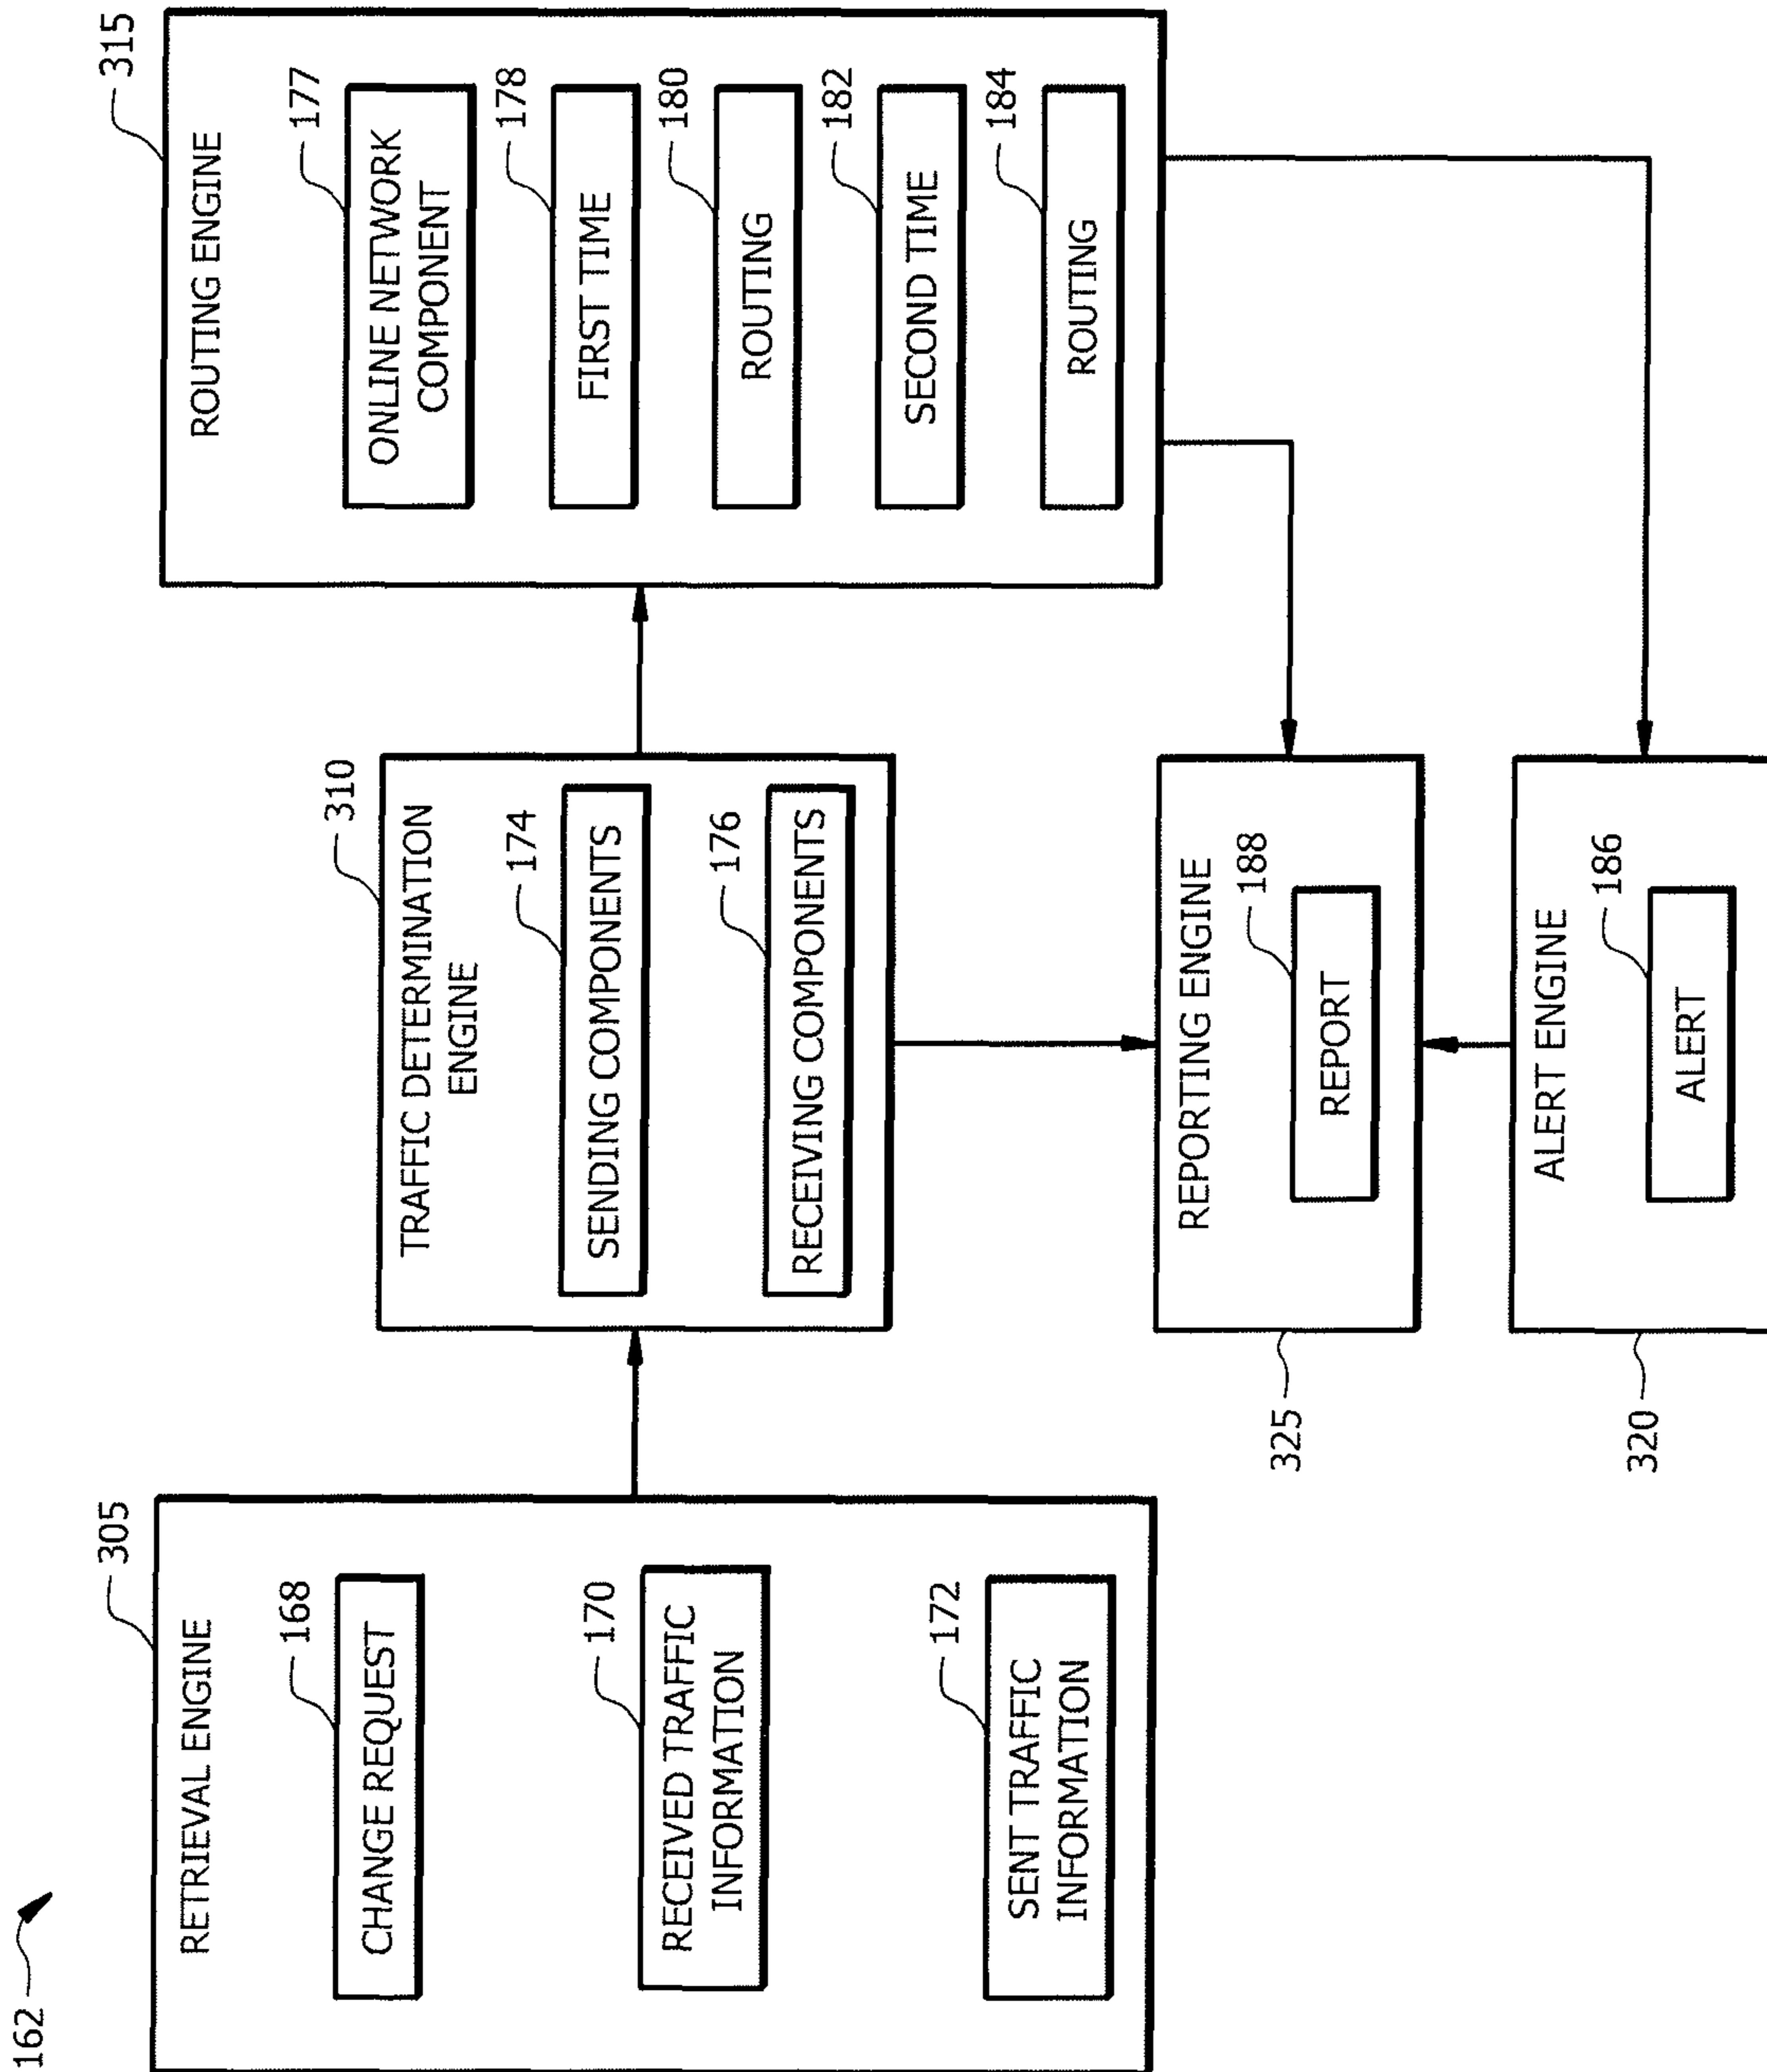 162
305
RETRIEVAL ENGINE
168
CHANGE REQUEST
170
RECEIVED TRAFFIC
INFORMATION
172
SENT TRAFFIC
INFORMATION
310
TRAFFIC DETERMINATION
ENGINE
174
SENDING COMPONENTS
176
RECEIVING COMPONENTS
315
ROUTING ENGINE
177
ONLINE NETWORK
COMPONENT
178
FIRST TIME
180
ROUTING
182
SECOND TIME
184
ROUTING
325
REPORTING ENGINE
188
REPORT
320
ALERT ENGINE
186
ALERT